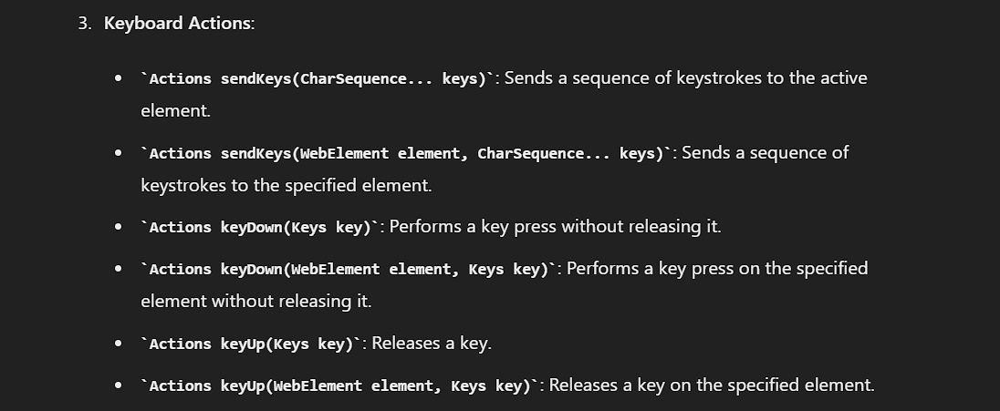 3. Keyboard Actions:
• `Actions sendKeys(CharSequence... keys)`: Sends a sequence of keystrokes to the active
element.
• `Actions sendKeys(WebElement element, CharSequence... keys)`: Sends a sequence of
keystrokes to the specified element.
• `Actions keyDown(Keys key)`: Performs a key press without releasing it.
• `Actions keyDown(WebElement element, Keys key)`: Performs a key press on the specified
element without releasing it.
• `Actions keyUp(Keys key)`: Releases a key.
• `Actions keyUp(WebElement element, Keys key)`: Releases a key on the specified element.